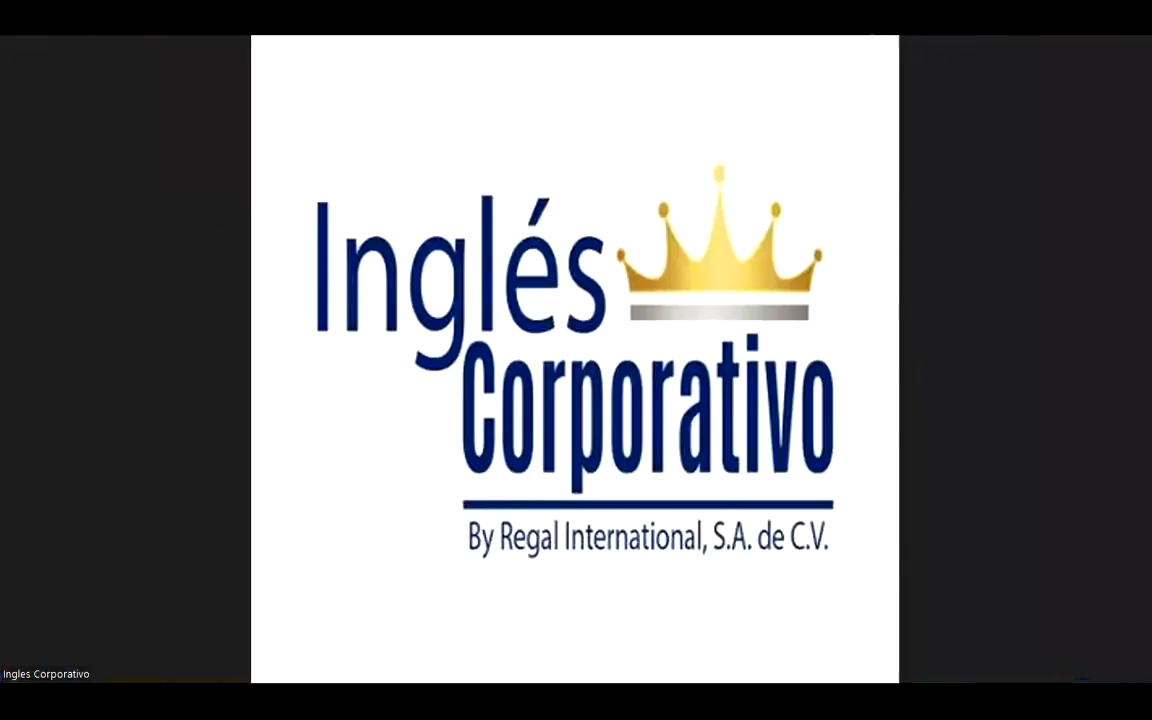 Inglés
Corporativo
By Regal International, S.A. de C.V.
Ingles Corporativo